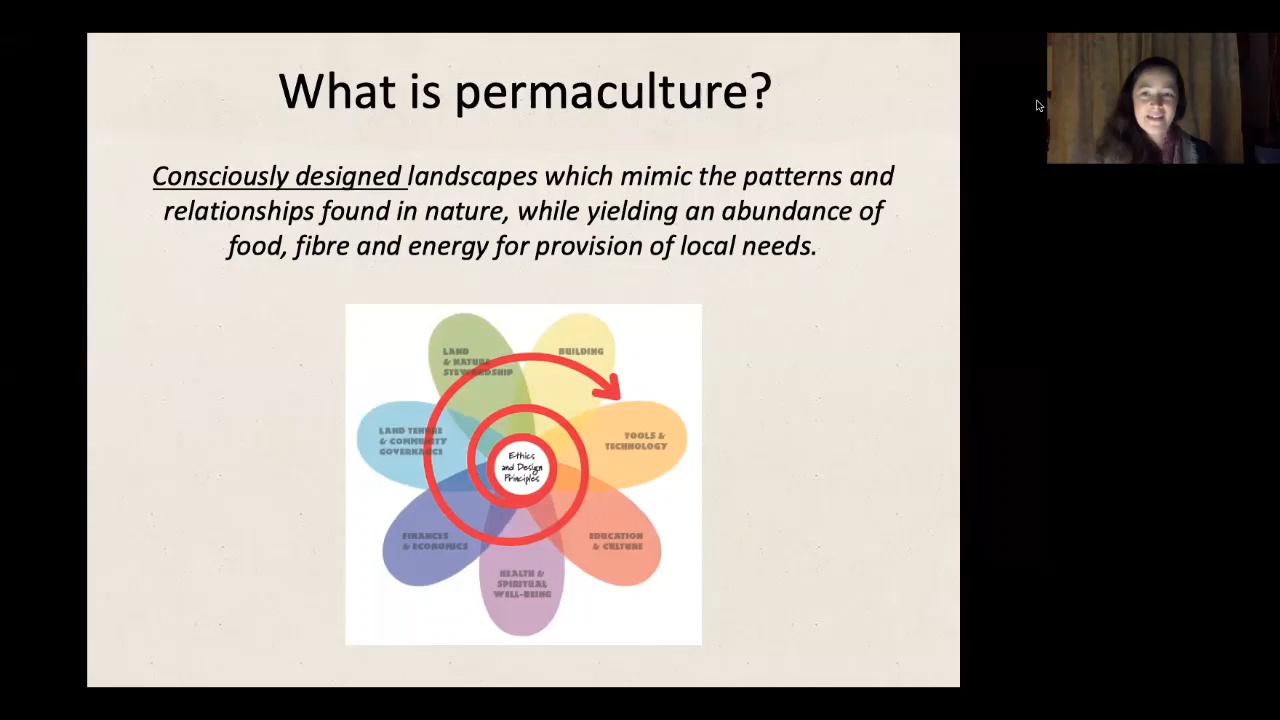 What is permaculture?
Consciously designed landscapes which mimic the patterns and
relationships found in nature, while yielding an abundance of
food, fibre and energy for provision of local needs.
LAND
& NATURE
STEWARDSHIP
BUILDING
LAND TENURE
& COMMUNITY
GOVERNANCE
TOOLS &
TECHNOLOGY
Ethics
and Design
Principles
FINANCES
& ECONOMICS
EDUCATION
& CULTURE
HEALTH &
SPIRITUAL
WELL-BEING